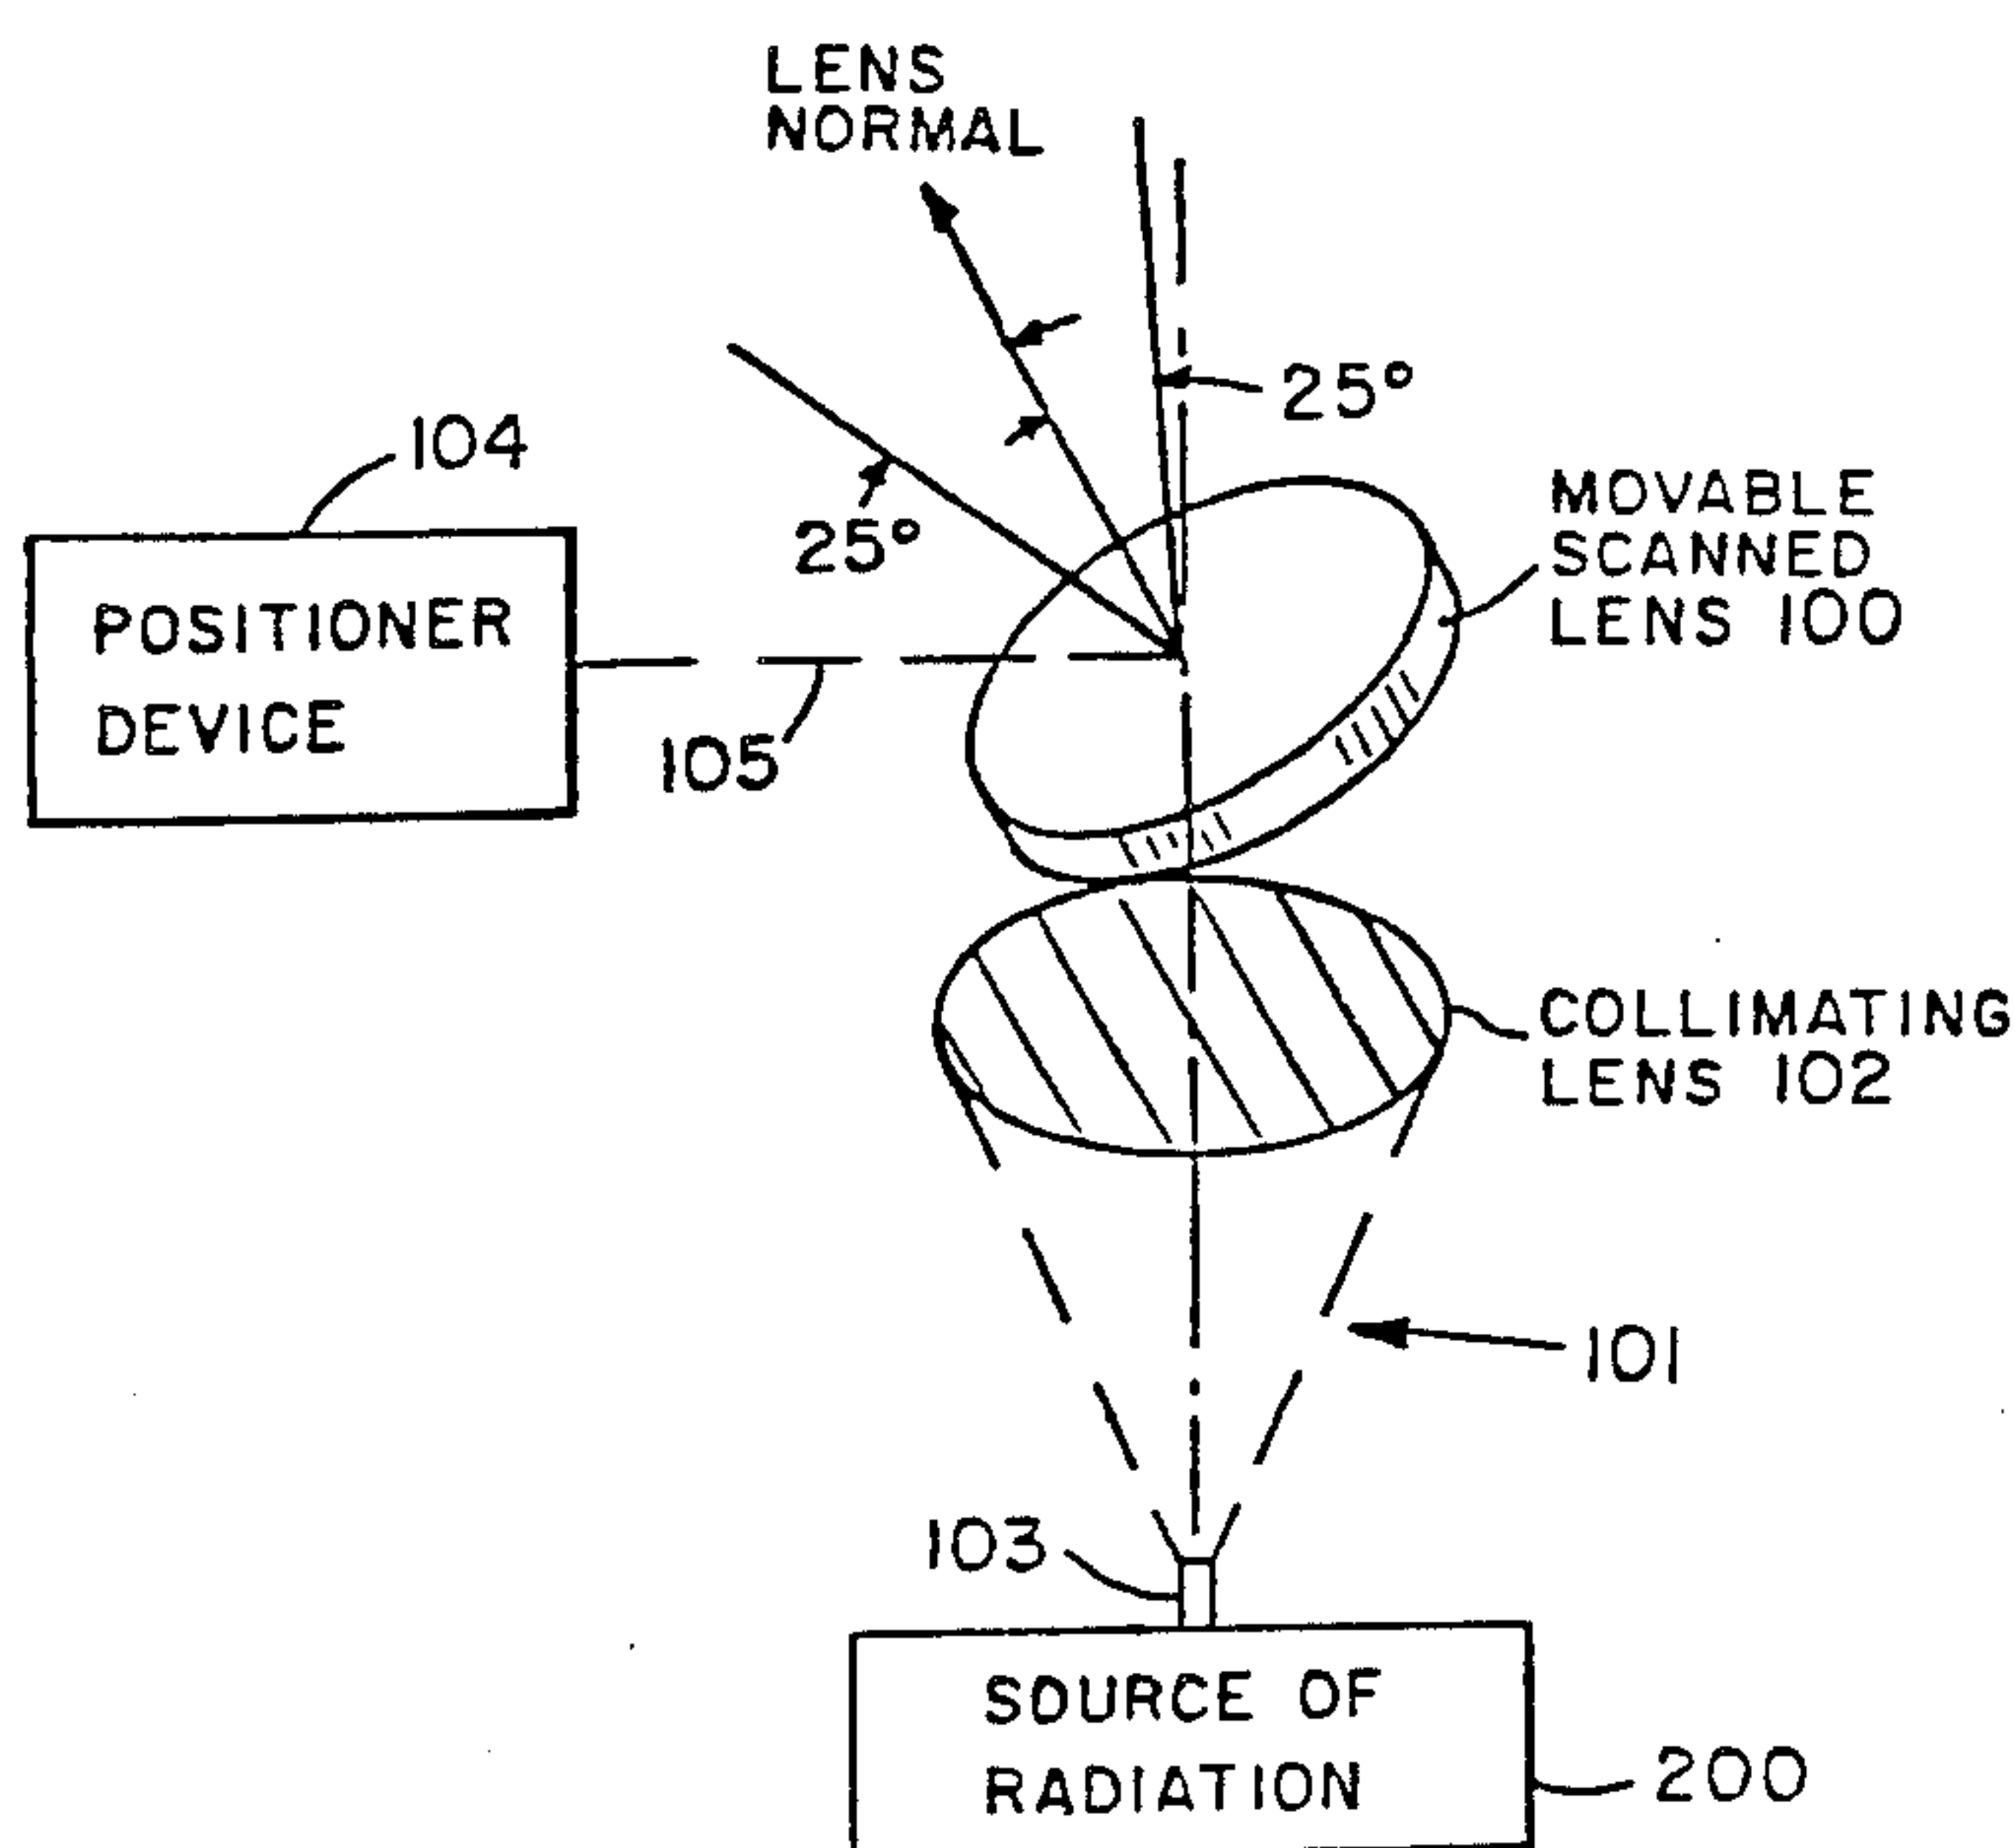 LENS
NORMAL
25°
104
25°
MOVABLE
SCANNED
LENS 100
POSITIONER
DEVICE
105
COLLIMATING
LENS 102
101
103
SOURCE OF
RADIATION
200